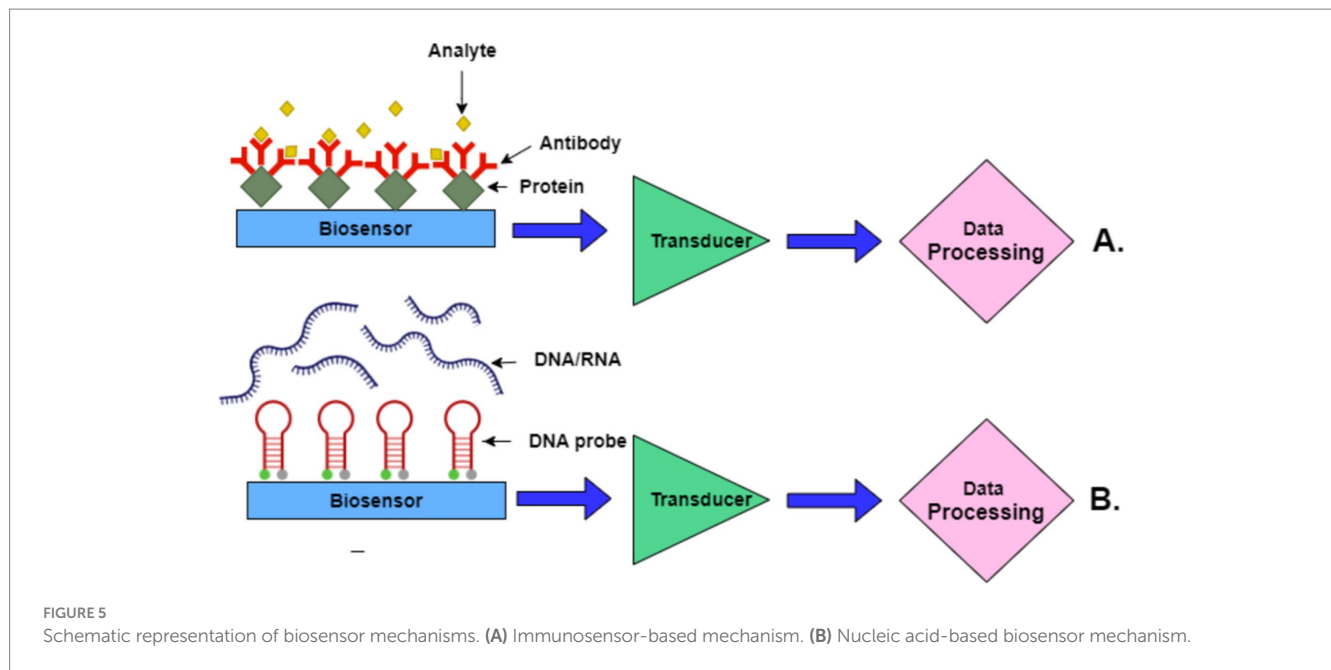 Analyte
Antibody
Protein
Biosensor
Transducer
Data
Processing
A.
DNA/RNA
DNA probe
Biosensor
Transducer
Data
Processing
B.
FIGURE 5
Schematic representation of biosensor mechanisms. (A) Immunosensor-based mechanism. (B) Nucleic acid-based biosensor mechanism.